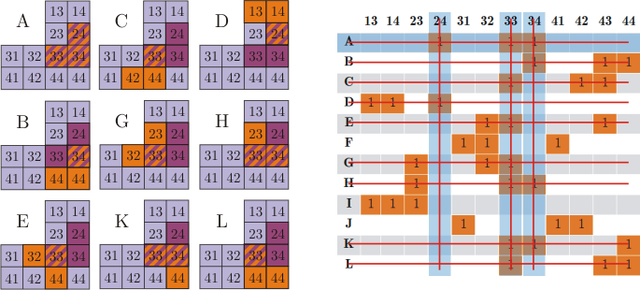 A
13 14
23 24
31 32 33 34
41 42 44 44
C
13 14
23 24
31 32 33 34
41 42 44 44
D
13 14
23 24
31 32 33 34
41 42 44 44
B
13 14
23 24
31 32 33 34
41 42 44 44
G
13 14
23 24
31 32 33 34
41 42 44 44
H
13 14
23 24
31 32 33 34
41 42 44 44
E
13 14
23 24
31 32 33 34
41 42 44 44
K
13 14
23 24
31 32 33 34
41 42 44 44
L
13 14
23 24
31 32 33 34
41 42 44 44
13 14 23 24 31 32 33 34 41 42 43 44
A 1 1 1
B 1 1 1
C 1 1 1
D 1 1 1
E 1 1 1
F 1 1 1
G 1 1 1
H 1 1 1
I 1 1 1
J 1 1 1
K 1 1 1
L 1 1 1